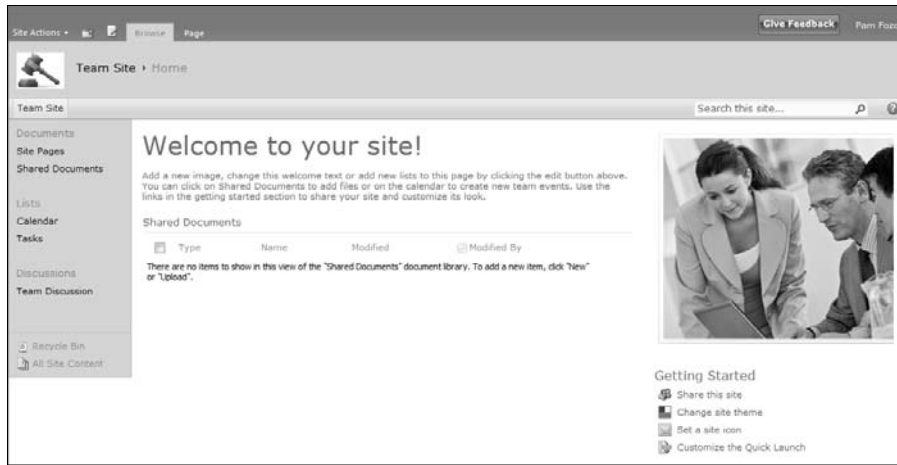 Site Actions
Browse
Page
Give Feedback
Team Site › Home
Team Site
Search this site...
Documents
Site Pages
Shared Documents
Lists
Calendar
Tasks
Discussions
Team Discussion
Recycle Bin
All Site Content
Welcome to your site!
Add a new image, change this welcome text or add new lists to this page by clicking the edit button above.
You can click on Shared Documents to add files or on the calendar to create new team events. Use the
links in the getting started section to share your site and customize its look.
Shared Documents
Type Name Modified Modified By
There are no items to show in this view of the "Shared Documents" document library. To add a new item, click "New"
or "Upload".
Getting Started
Share this site
Change site theme
Set a site icon
Customize the Quick Launch